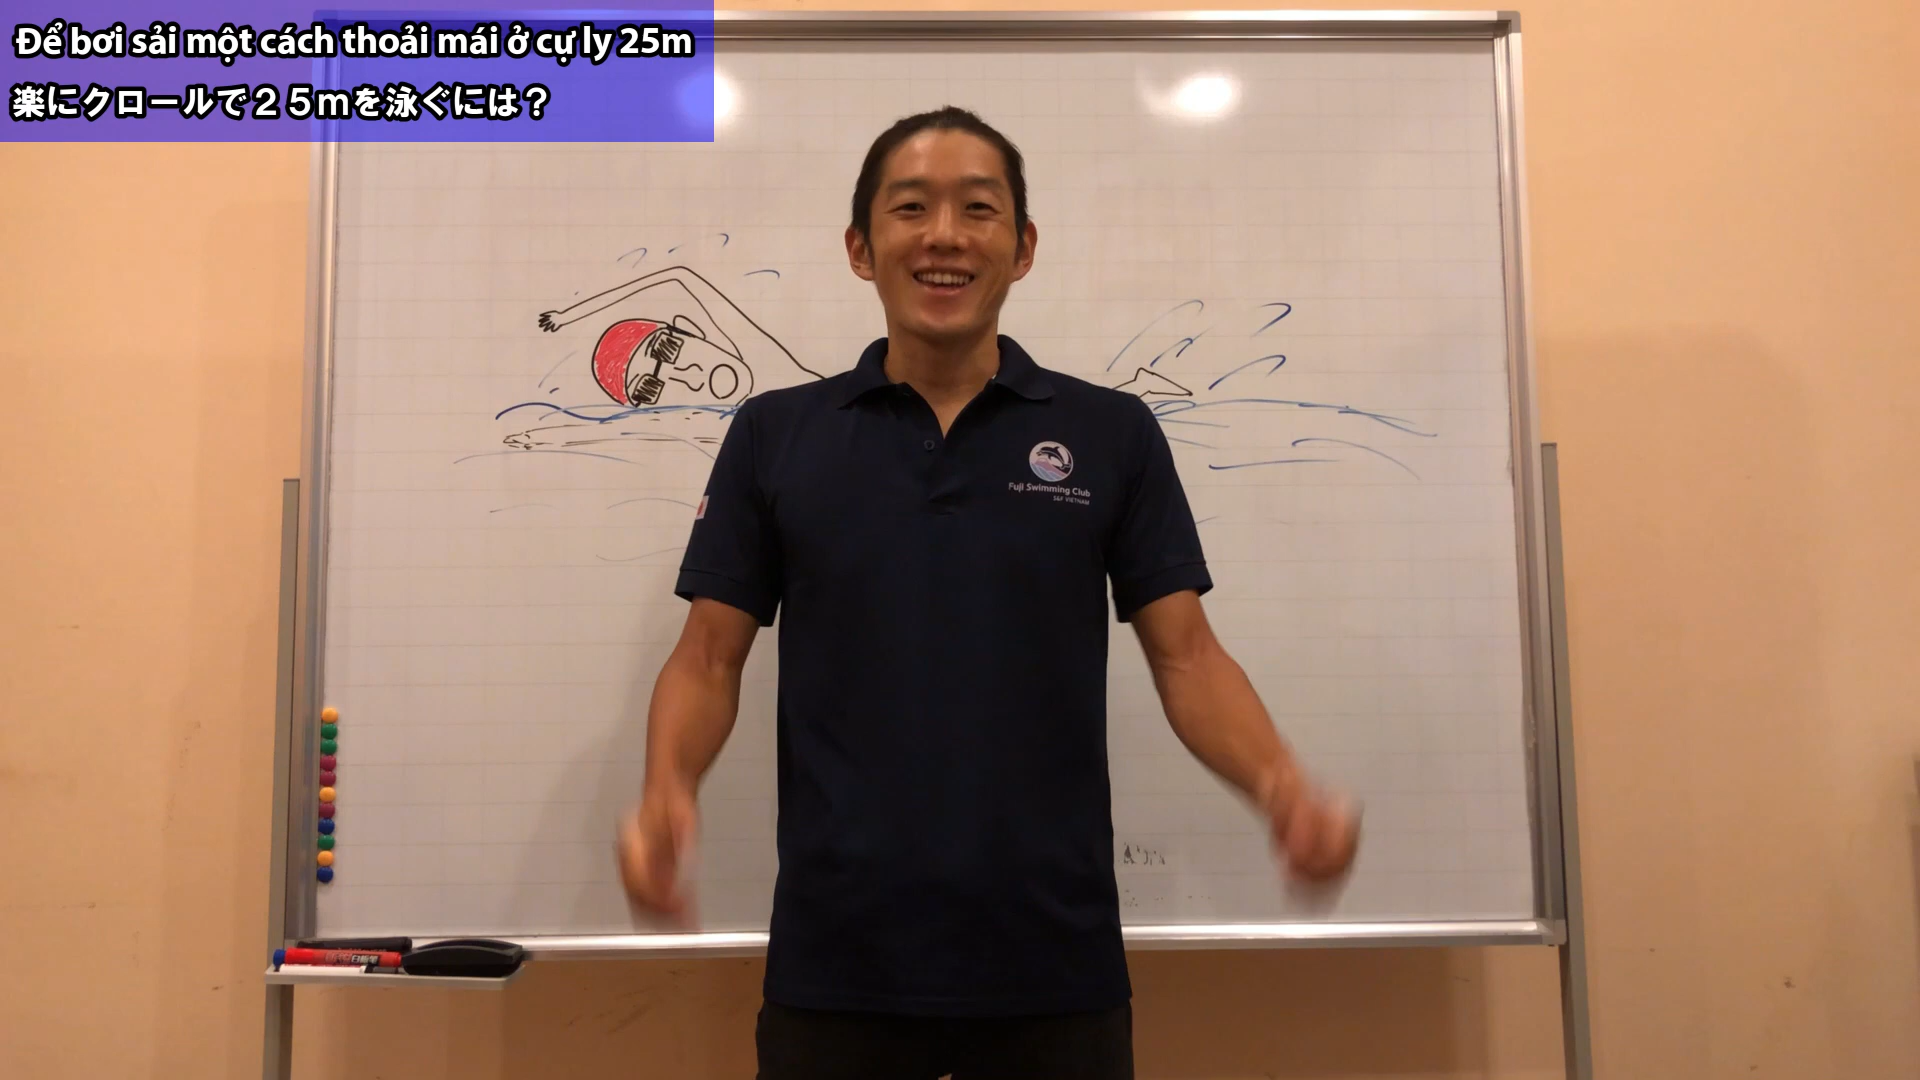 Để bơi sải một cách thoải mái ở cự ly 25m
楽にクロールで２５ｍを泳ぐには？
Fuji Swimming Club
S&F VIETNAM